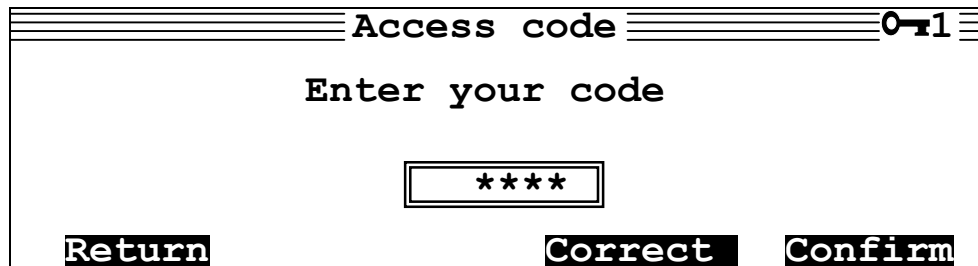 Access code 1
Enter your code
****
Return Correct Confirm